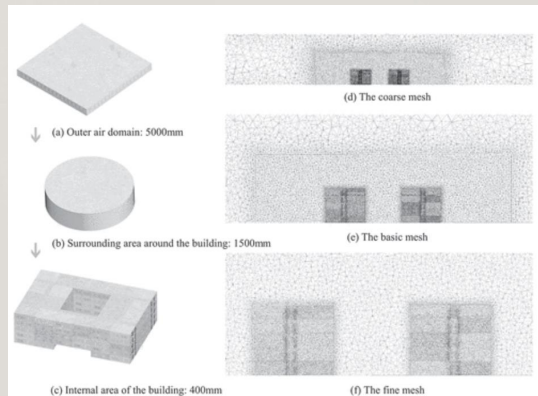 (a) Outer air domain: 5000mm
(b) Surrounding area around the building: 1500mm
(c) Internal area of the building: 400mm
(d) The coarse mesh
(e) The basic mesh
(f) The fine mesh